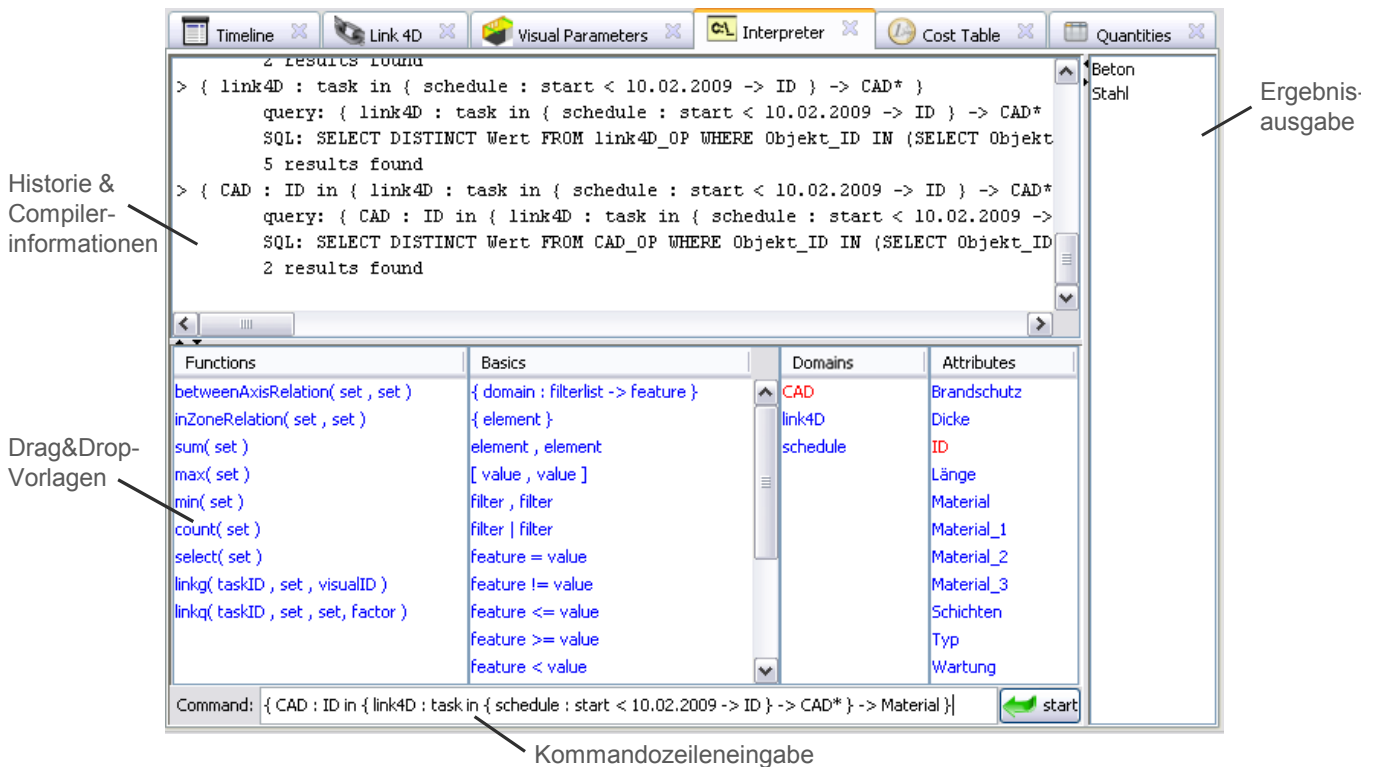 Timeline Link 4D Visual Parameters C:\ Interpreter Cost Table Quantities
2 results found
> { link4D : task in { schedule : start < 10.02.2009 -> ID } -> CAD* }
query: { link4D : task in { schedule : start < 10.02.2009 -> ID } -> CAD*
SQL: SELECT DISTINCT Wert FROM link4D_OP WHERE Objekt_ID IN (SELECT Objekt
5 results found
> { CAD : ID in { link4D : task in { schedule : start < 10.02.2009 -> ID } -> CAD*
query: { CAD : ID in { link4D : task in { schedule : start < 10.02.2009 ->
SQL: SELECT DISTINCT Wert FROM CAD_OP WHERE Objekt_ID IN (SELECT Objekt_ID
2 results found
Beton
Stahl
Ergebnis-
ausgabe
Historie &
Compiler-
informationen
Functions
betweenAxisRelation( set , set )
inZoneRelation( set , set )
sum( set )
max( set )
min( set )
count( set )
select( set )
linkg( taskID , set , visualID )
linkq( taskID , set , set, factor )
Basics
{ domain : filterlist -> feature }
{ element }
element , element
[ value , value ]
filter , filter
filter | filter
feature = value
feature != value
feature <= value
feature >= value
feature < value
Domains
CAD
link4D
schedule
Attributes
Brandschutz
Dicke
ID
Länge
Material
Material_1
Material_2
Material_3
Schichten
Typ
Wartung
Drag&Drop-
Vorlagen
Command: { CAD : ID in { link4D : task in { schedule : start < 10.02.2009 -> ID } -> CAD* } -> Material } start
Kommandozeileneingabe